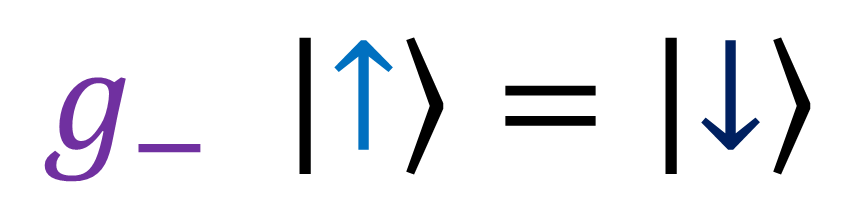 g₋ |↑⟩ = |↓⟩